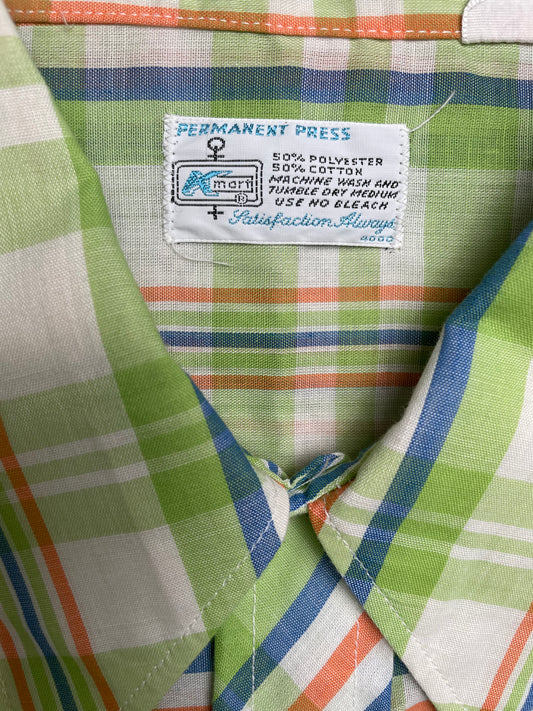 PERMANENT PRESS
50% POLYESTER
50% COTTON
MACHINE WASH AND
TUMBLE DRY MEDIUM
USE NO BLEACH
Kmart ®
Satisfaction Always
4000